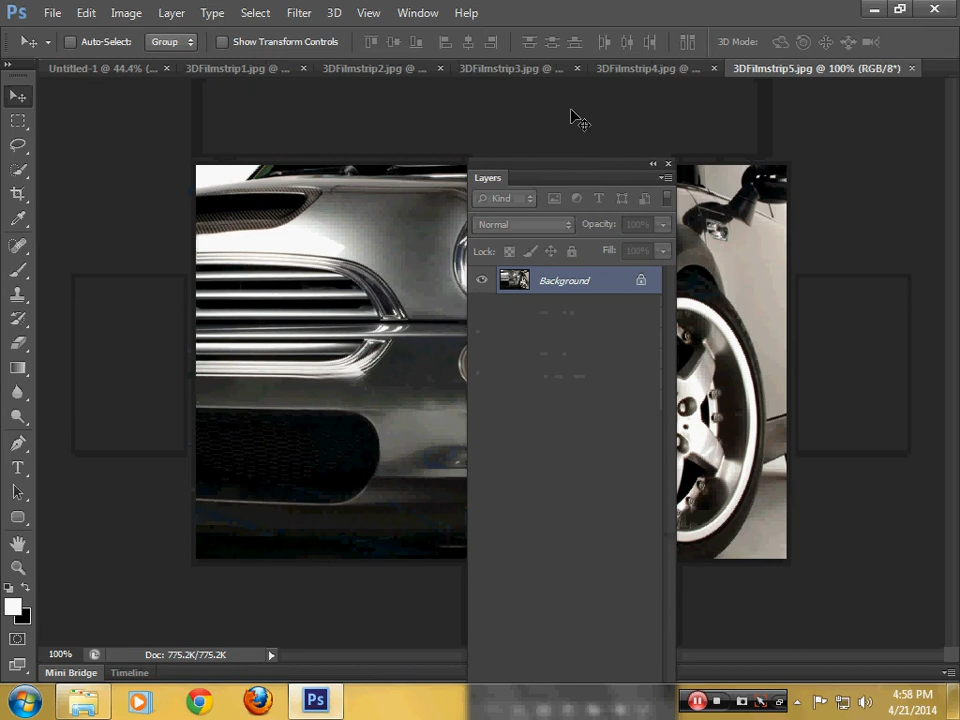 Ps File Edit Image Layer Type Select Filter 3D View Window Help
Auto-Select: Group Show Transform Controls 3D Mode:
Untitled-1 @ 44.4% (... × 3DFilmstrip1.jpg @ ... × 3DFilmstrip2.jpg @ ... × 3DFilmstrip3.jpg @ ... × 3DFilmstrip4.jpg @ ... × 3DFilmstrip5.jpg @ 100% (RGB/8*) ×
Layers
Kind
Normal Opacity: 100%
Lock: Fill: 100%
Background
100% Doc: 775.2K/775.2K
Mini Bridge Timeline
Ps
4:58 PM
4/21/2014